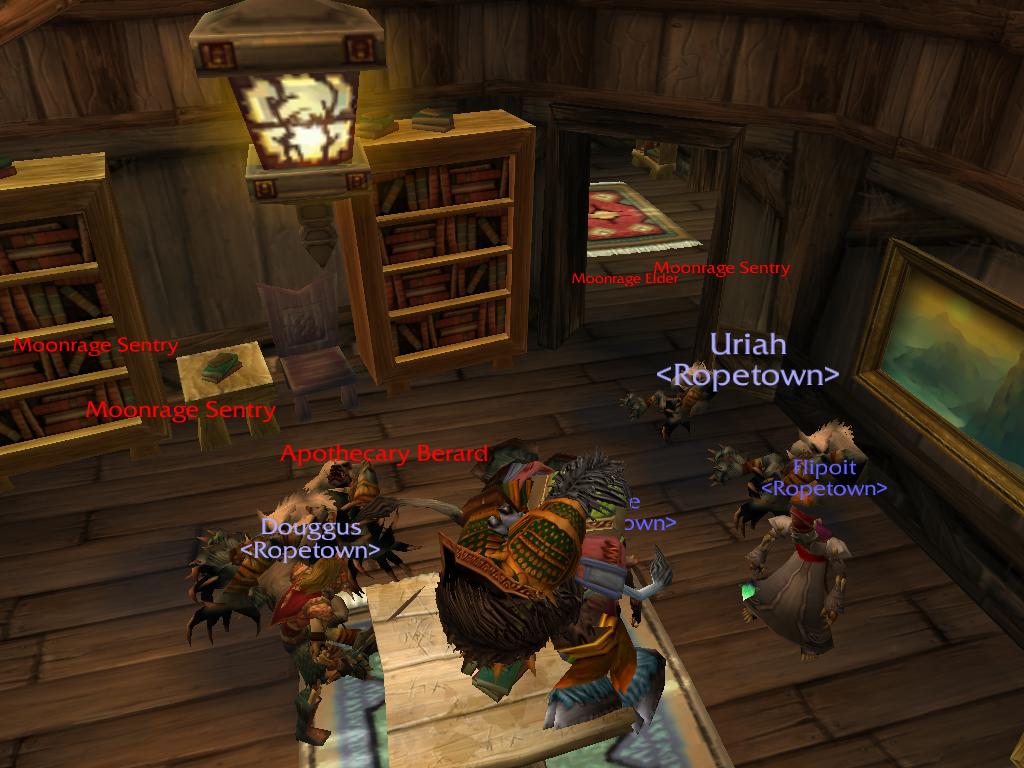 Moonrage Elder
Moonrage Sentry
Moonrage Sentry
Uriah
<Ropetown>
Moonrage Sentry
Apothecary Berard
Flipoit
<Ropetown>
Douggus
<Ropetown>